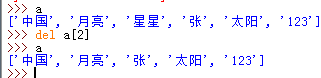 >>> a
['中国', '月亮', '星星', '张', '太阳', '123']
>>> del a[2]
>>> a
['中国', '月亮', '张', '太阳', '123']
>>>